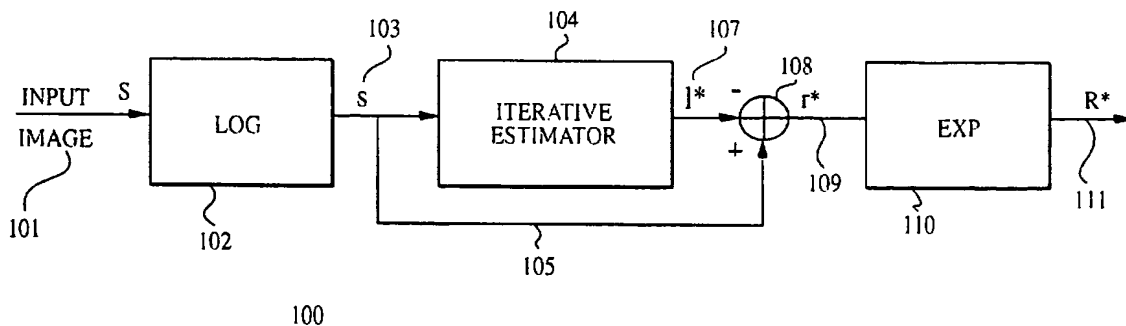 104
103
107
108
INPUT S
IMAGE
LOG
s
ITERATIVE
ESTIMATOR
l*
-
+
r*
EXP
R*
101
102
105
109
110
111
100